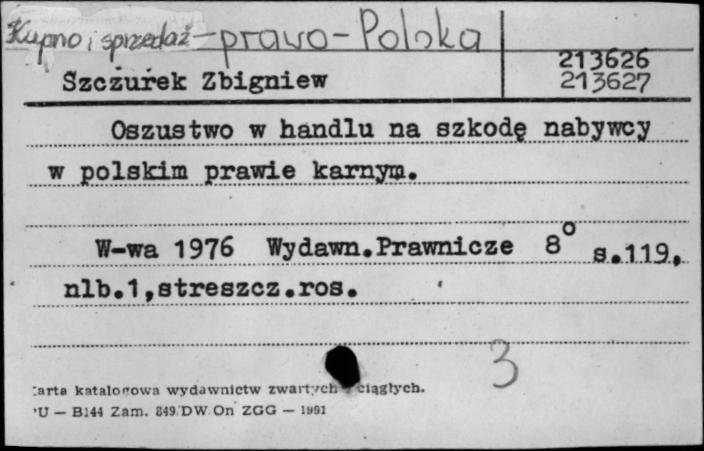 Kupno i sprzedaż – prawo – Polska
213626
Szczurek Zbigniew 213627
Oszustwo w handlu na szkodę nabywcy
w polskim prawie karnym.
W-wa 1976 Wydawn.Prawnicze 8° s.119,
nlb.1,streszcz.ros.
3
arta katalogowa wydawnictw zwartych ciągłych.
U — B144 Zam. 849 DW On ZGG — 1991